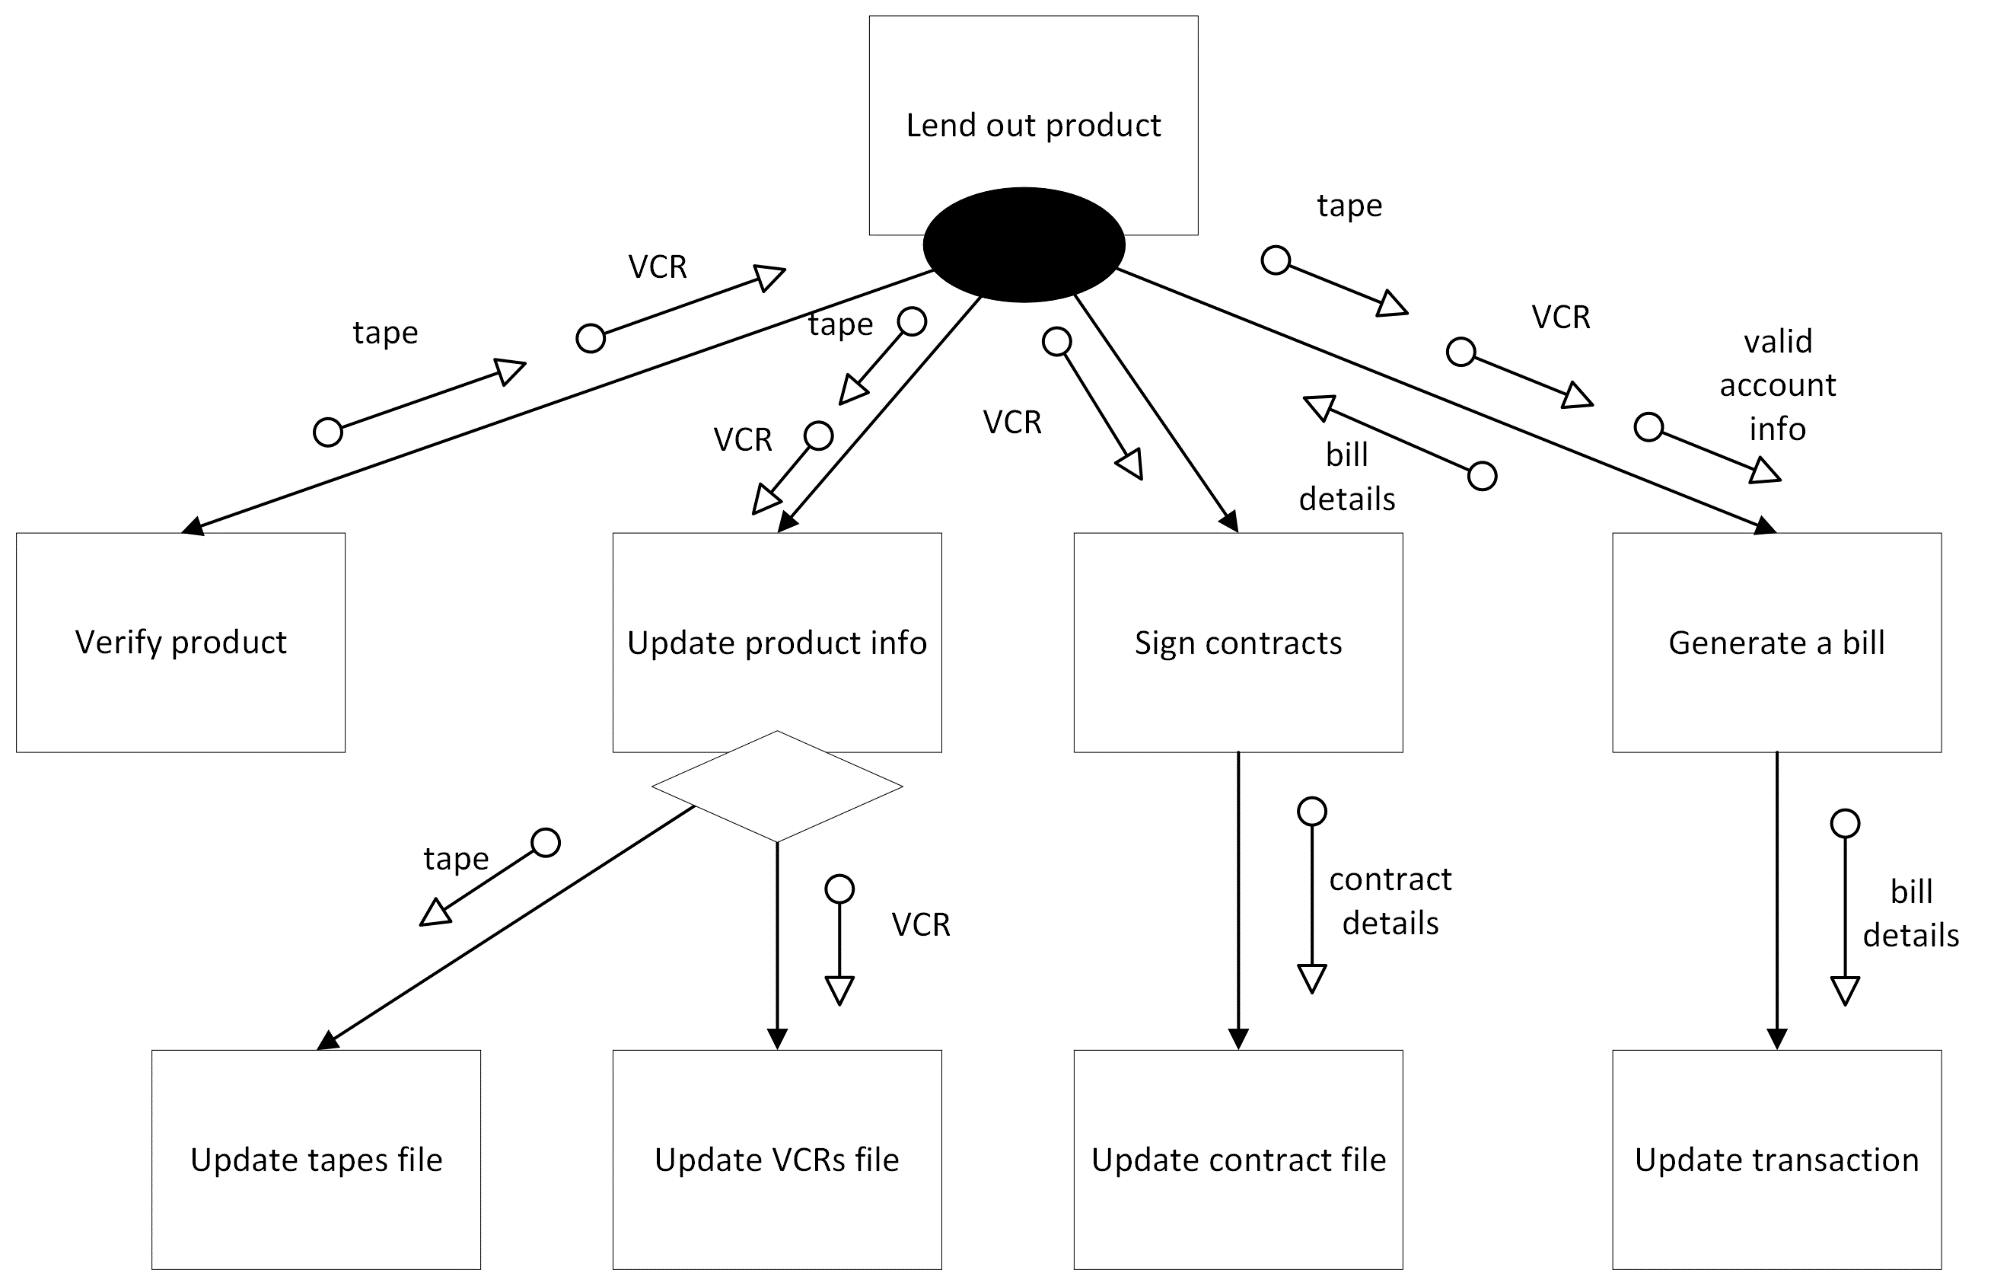 Lend out product
tape
VCR
tape
VCR
tape
VCR
VCR
valid
account
info
bill
details
Verify product
Update product info
Sign contracts
Generate a bill
tape
VCR
contract
details
bill
details
Update tapes file
Update VCRs file
Update contract file
Update transaction